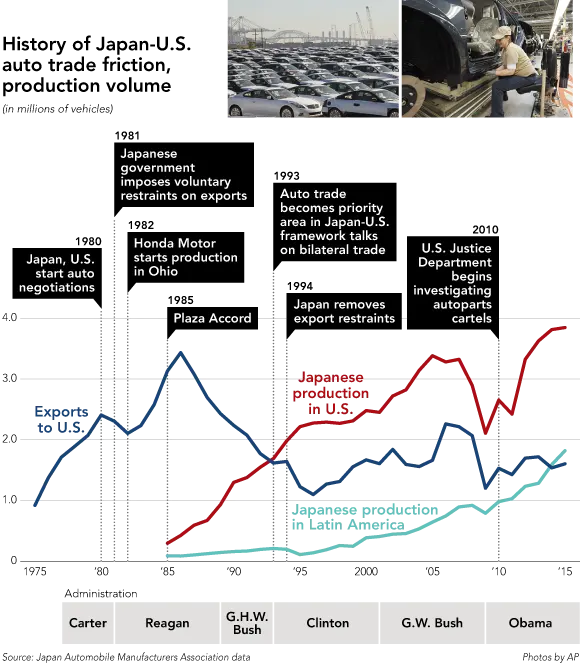 History of Japan-U.S.
auto trade friction,
production volume
(in millions of vehicles)
1981
Japanese
government
imposes voluntary
restraints on exports
1982
Honda Motor
starts production
in Ohio
1980
Japan, U.S.
start auto
negotiations
1985
Plaza Accord
1993
Auto trade
becomes priority
area in Japan-U.S.
framework talks
on bilateral trade
1994
Japan removes
export restraints
2010
U.S. Justice
Department
begins
investigating
autoparts
cartels
4.0
3.0
2.0
1.0
0
Exports
to U.S.
Japanese
production
in U.S.
Japanese production
in Latin America
1975
'80
'85
'90
'95
2000
'05
'10
'15
Administration
Carter
Reagan
G.H.W.
Bush
Clinton
G.W. Bush
Obama
Source: Japan Automobile Manufacturers Association data
Photos by AP